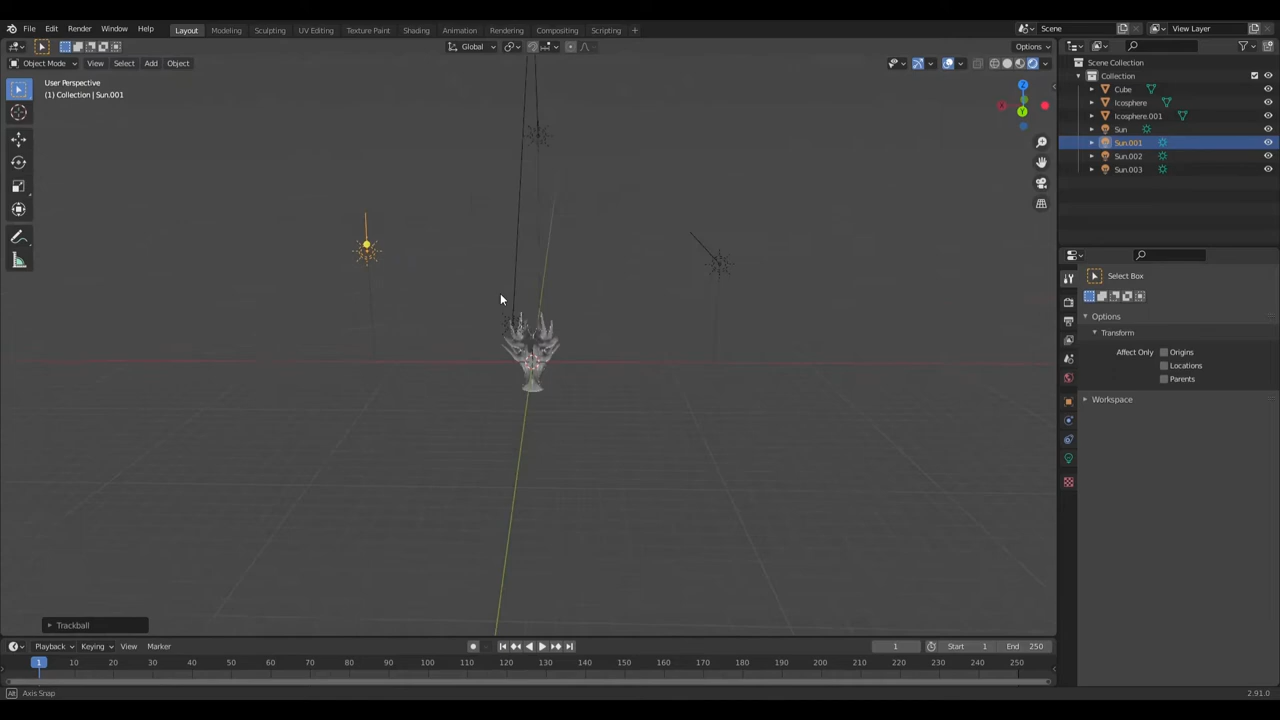 File Edit Render Window Help Layout Modeling Sculpting UV Editing Texture Paint Shading Animation Rendering Compositing Scripting + Scene View Layer
Global Options
Object Mode View Select Add Object
User Perspective
(1) Collection | Sun.001
Z
Y
Scene Collection
Collection
Cube
Icosphere
Icosphere.001
Sun
Sun.001
Sun.002
Sun.003
Select Box
Options
Transform
Affect Only Origins
Locations
Parents
Workspace
Trackball
Playback Keying View Marker 1 Start 1 End 250
1 10 20 30 40 50 60 70 80 90 100 110 120 130 140 150 160 170 180 190 200 210 220 230 240 250
Alt Axis Snap 2.91.0